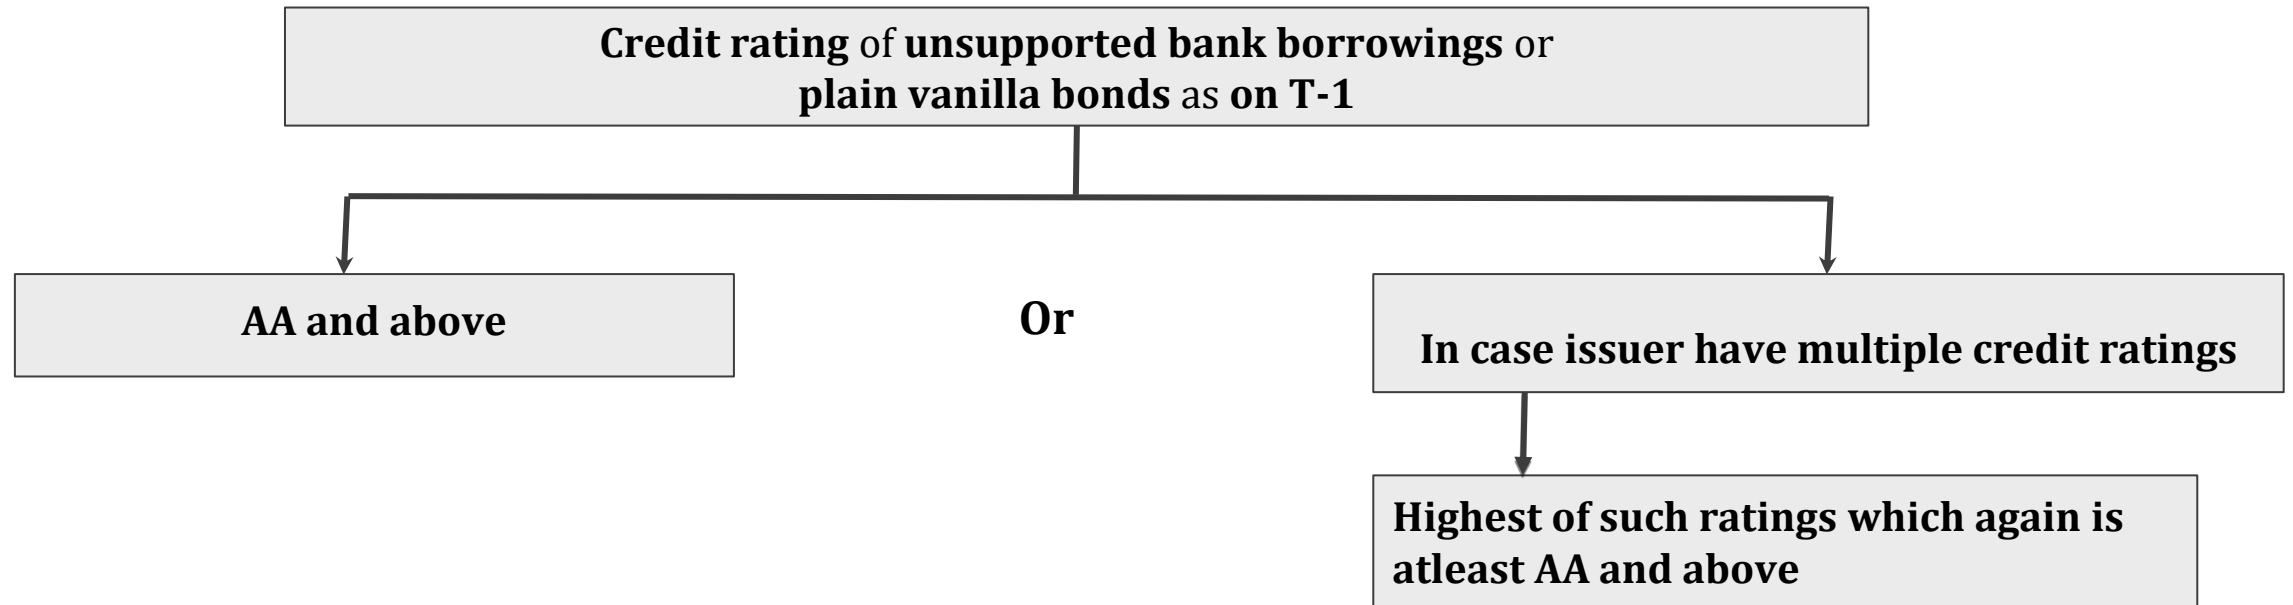 Credit rating of unsupported bank borrowings or
plain vanilla bonds as on T-1
AA and above
Or
In case issuer have multiple credit ratings
Highest of such ratings which again is
atleast AA and above